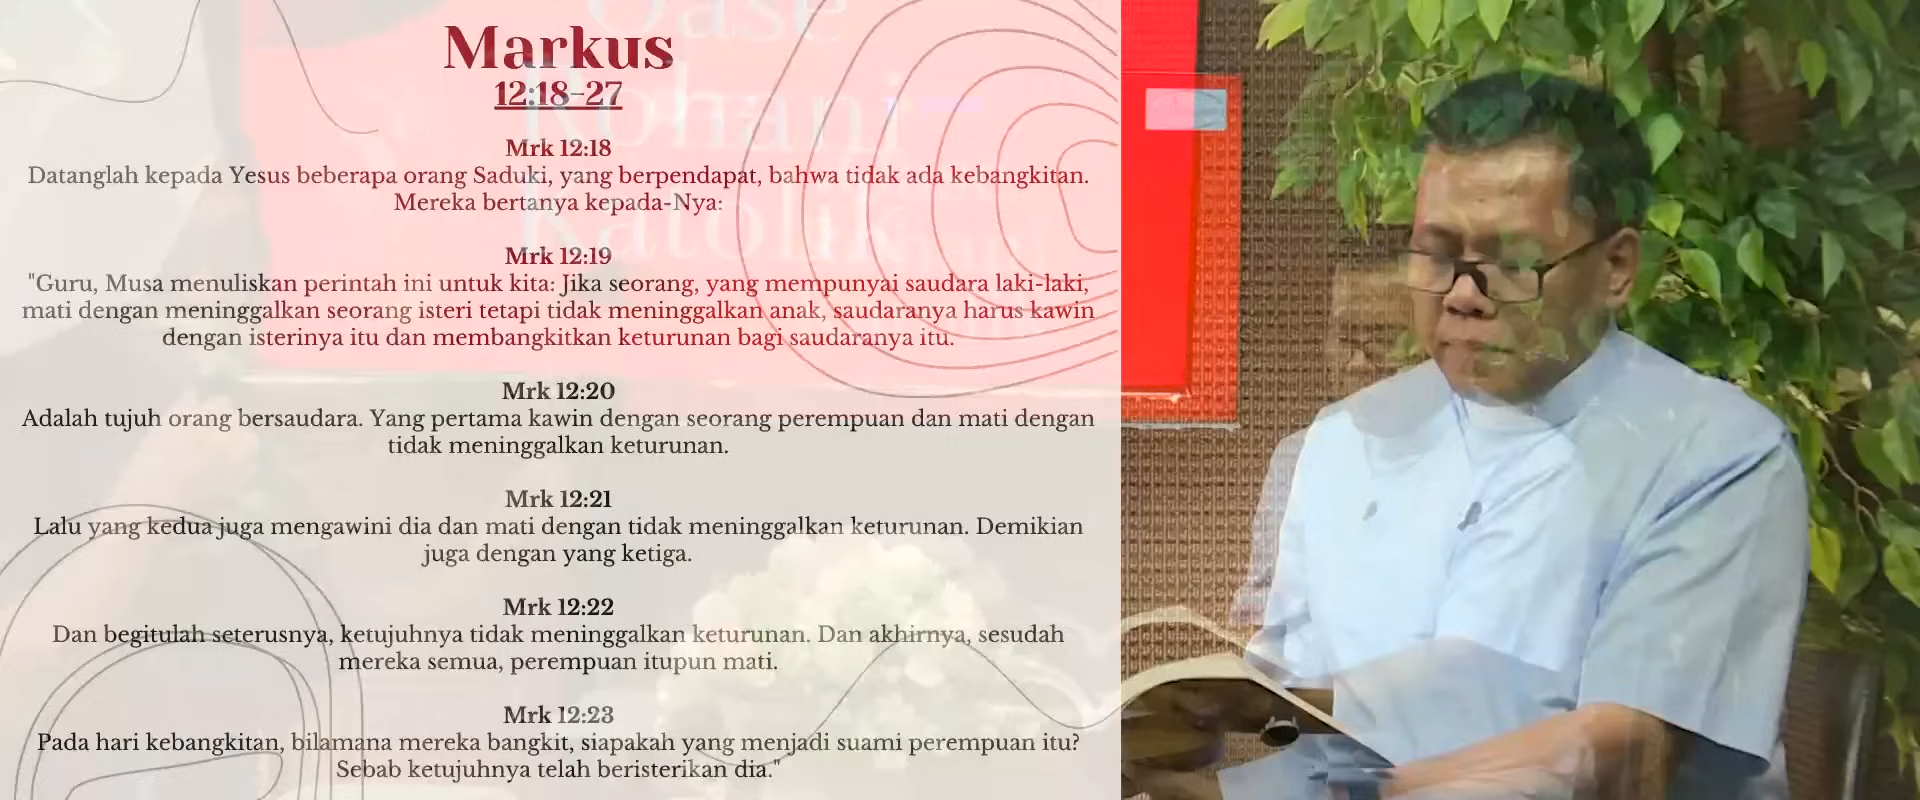 Oase
Rohani
Katolik
Markus
12:18-27
Mrk 12:18
Datanglah kepada Yesus beberapa orang Saduki, yang berpendapat, bahwa tidak ada kebangkitan.
Mereka bertanya kepada-Nya:
Mrk 12:19
"Guru, Musa menuliskan perintah ini untuk kita: Jika seorang, yang mempunyai saudara laki-laki,
mati dengan meninggalkan seorang isteri tetapi tidak meninggalkan anak, saudaranya harus kawin
dengan isterinya itu dan membangkitkan keturunan bagi saudaranya itu.
Mrk 12:20
Adalah tujuh orang bersaudara. Yang pertama kawin dengan seorang perempuan dan mati dengan
tidak meninggalkan keturunan.
Mrk 12:21
Lalu yang kedua juga mengawini dia dan mati dengan tidak meninggalkan keturunan. Demikian
juga dengan yang ketiga.
Mrk 12:22
Dan begitulah seterusnya, ketujuhnya tidak meninggalkan keturunan. Dan akhirnya, sesudah
mereka semua, perempuan itupun mati.
Mrk 12:23
Pada hari kebangkitan, bilamana mereka bangkit, siapakah yang menjadi suami perempuan itu?
Sebab ketujuhnya telah beristerikan dia."